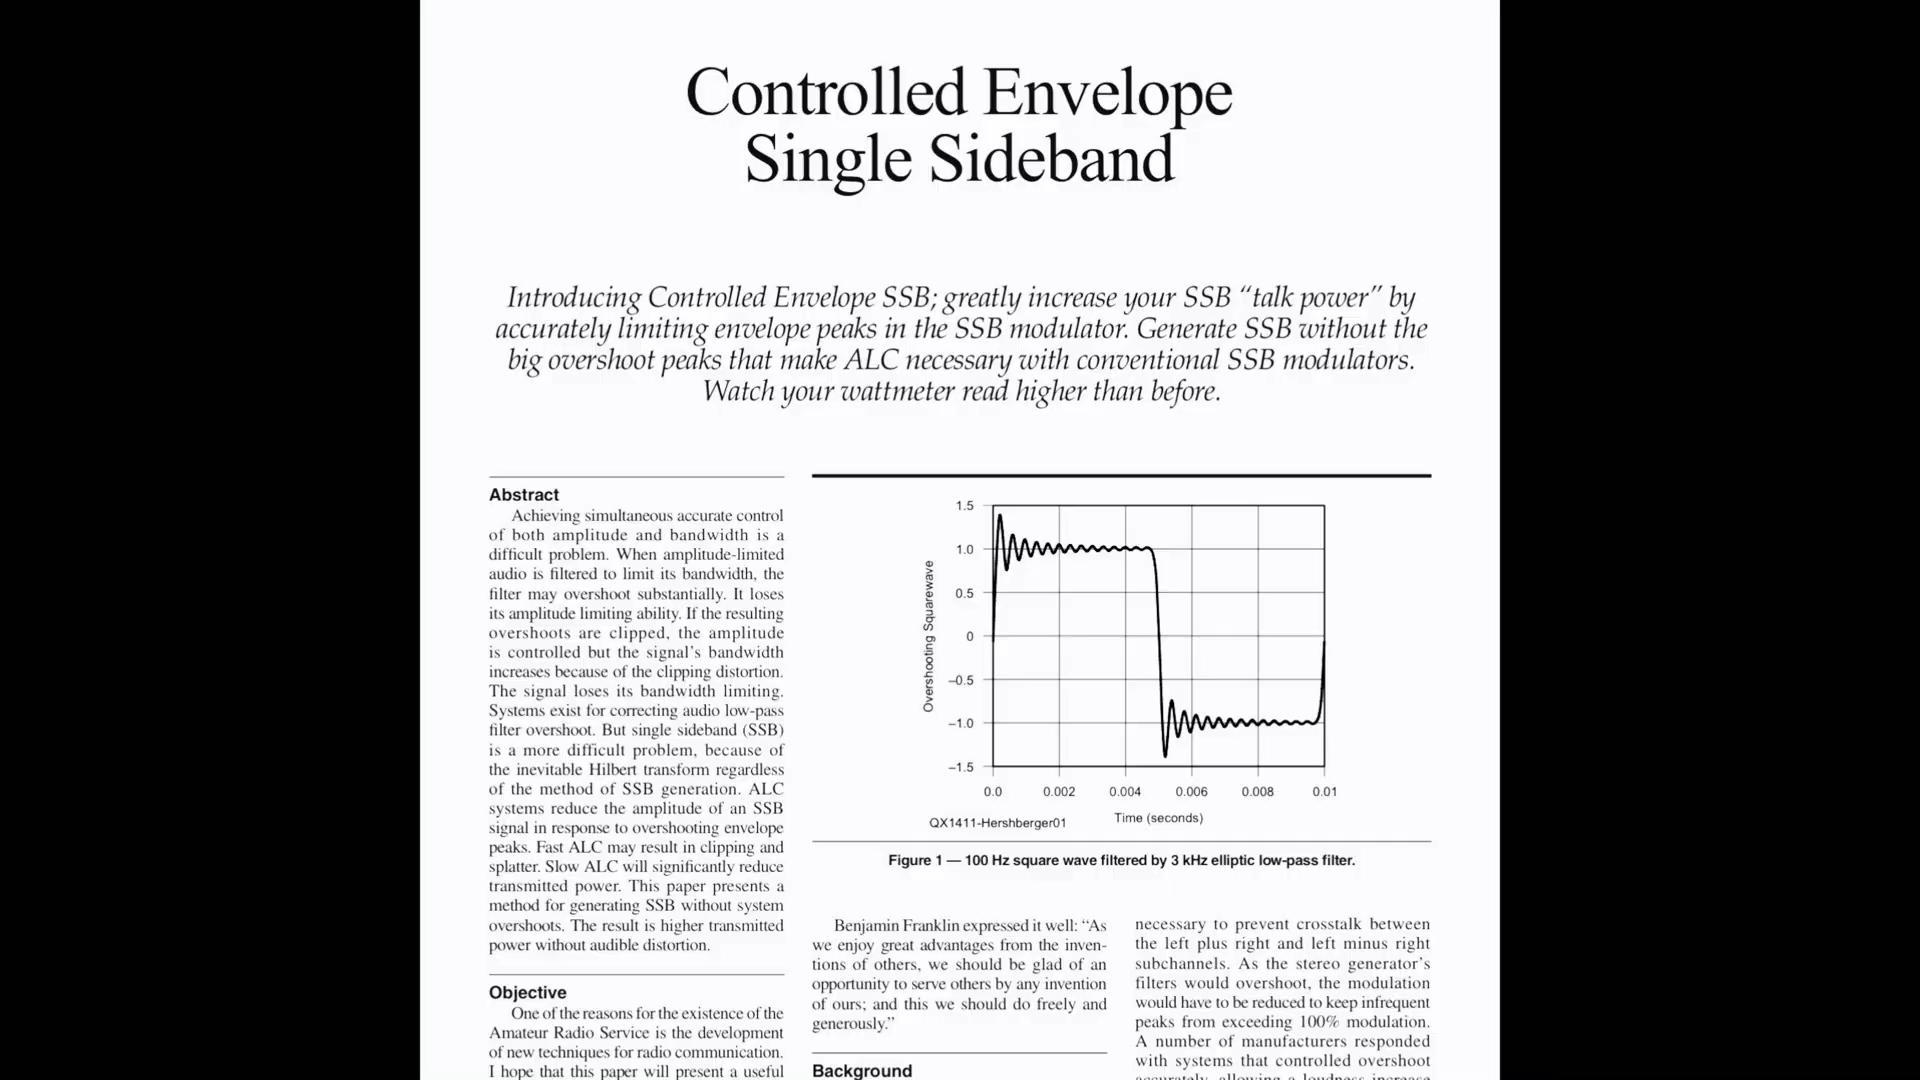 Controlled Envelope
Single Sideband
Introducing Controlled Envelope SSB; greatly increase your SSB “talk power” by
accurately limiting envelope peaks in the SSB modulator. Generate SSB without the
big overshoot peaks that make ALC necessary with conventional SSB modulators.
Watch your wattmeter read higher than before.
Abstract
Achieving simultaneous accurate control
of both amplitude and bandwidth is a
difficult problem. When amplitude-limited
audio is filtered to limit its bandwidth, the
filter may overshoot substantially. It loses
its amplitude limiting ability. If the resulting
overshoots are clipped, the amplitude
is controlled but the signal’s bandwidth
increases because of the clipping distortion.
The signal loses its bandwidth limiting.
Systems exist for correcting audio low-pass
filter overshoot. But single sideband (SSB)
is a more difficult problem, because of
the inevitable Hilbert transform regardless
of the method of SSB generation. ALC
systems reduce the amplitude of an SSB
signal in response to overshooting envelope
peaks. Fast ALC may result in clipping and
splatter. Slow ALC will significantly reduce
transmitted power. This paper presents a
method for generating SSB without system
overshoots. The result is higher transmitted
power without audible distortion.
Objective
One of the reasons for the existence of the
Amateur Radio Service is the development
of new techniques for radio communication.
I hope that this paper will present a useful
1.5
1.0
0.5
0
–0.5
–1.0
–1.5
Overshooting Squarewave
0.0
0.002
0.004
0.006
0.008
0.01
Time (seconds)
QX1411-Hershberger01
Figure 1 — 100 Hz square wave filtered by 3 kHz elliptic low-pass filter.
Benjamin Franklin expressed it well: “As
we enjoy great advantages from the inven-
tions of others, we should be glad of an
opportunity to serve others by any invention
of ours; and this we should do freely and
generously.”
Background
necessary to prevent crosstalk between
the left plus right and left minus right
subchannels. As the stereo generator’s
filters would overshoot, the modulation
would have to be reduced to keep infrequent
peaks from exceeding 100% modulation.
A number of manufacturers responded
with systems that controlled overshoot
accurately, allowing a loudness increase